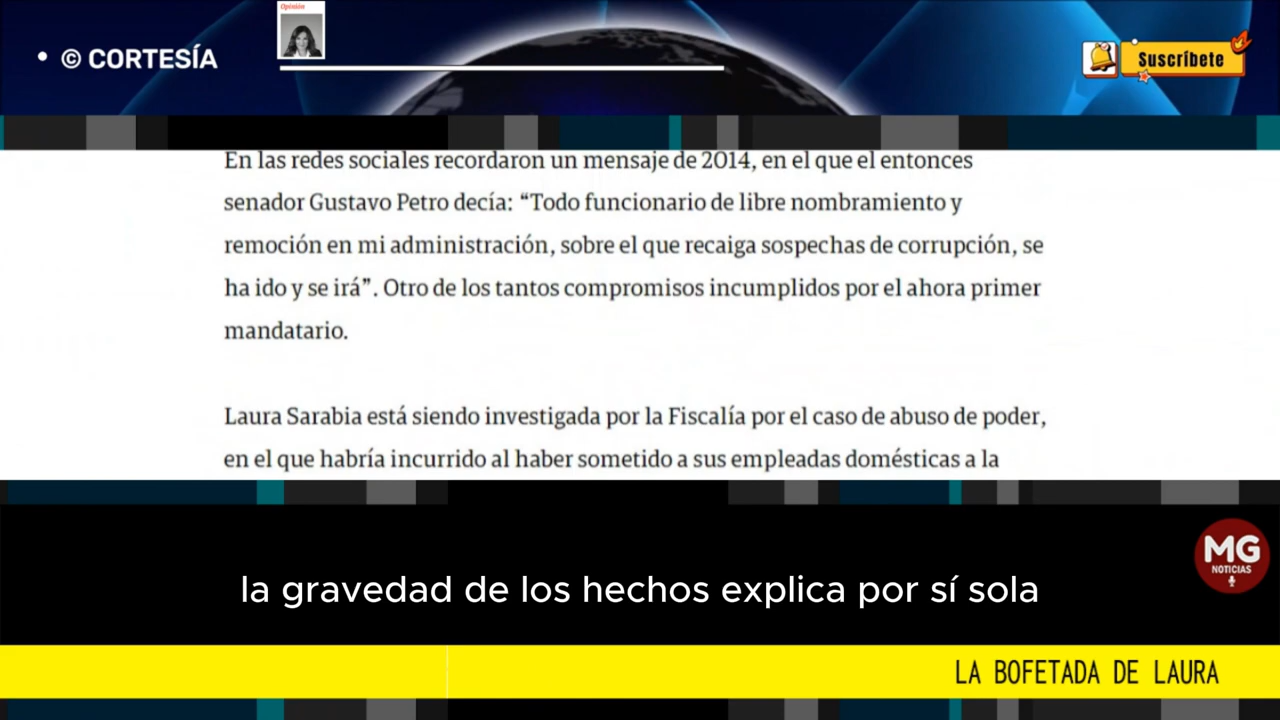 Opinión
• © CORTESÍA
Suscríbete
En las redes sociales recordaron un mensaje de 2014, en el que el entonces
senador Gustavo Petro decía: “Todo funcionario de libre nombramiento y
remoción en mi administración, sobre el que recaiga sospechas de corrupción, se
ha ido y se irá”. Otro de los tantos compromisos incumplidos por el ahora primer
mandatario.
Laura Sarabia está siendo investigada por la Fiscalía por el caso de abuso de poder,
en el que habría incurrido al haber sometido a sus empleadas domésticas a la
MG
NOTICIAS
la gravedad de los hechos explica por sí sola
LA BOFETADA DE LAURA